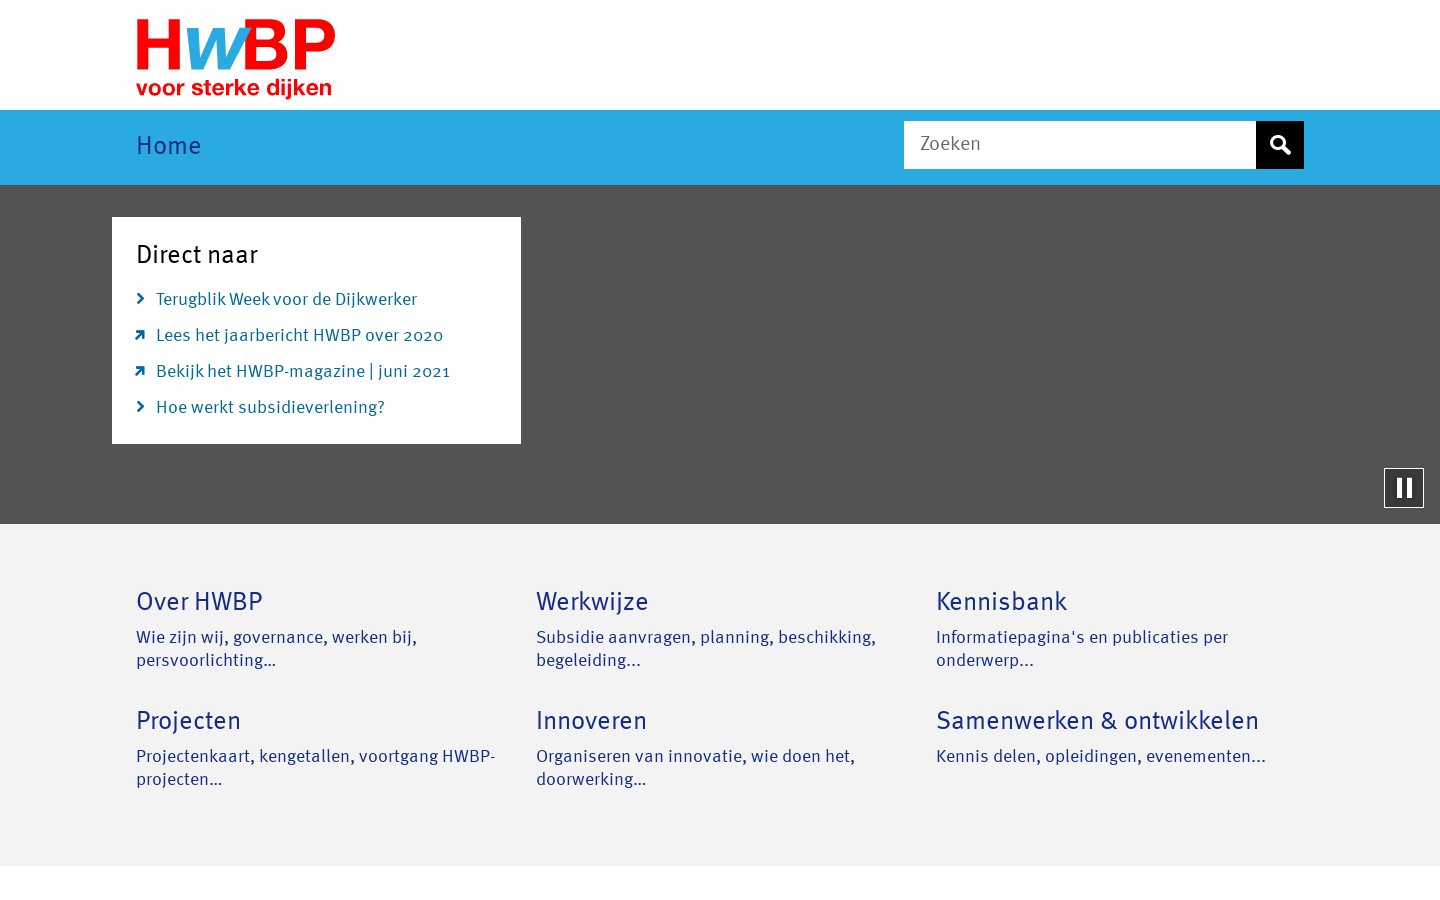 HwBP
voor sterke dijken
Home
Zoeken
Direct naar
Terugblik Week voor de Dijkwerker
Lees het jaarbericht HWBP over 2020
Bekijk het HWBP-magazine | juni 2021
Hoe werkt subsidieverlening?
Over HWBP
Wie zijn wij, governance, werken bij,
persvoorlichting...
Werkwijze
Subsidie aanvragen, planning, beschikking,
begeleiding...
Kennisbank
Informatiepagina's en publicaties per
onderwerp...
Projecten
Projectenkaart, kengetallen, voortgang HWBP-
projecten...
Innoveren
Organiseren van innovatie, wie doen het,
doorwerking...
Samenwerken & ontwikkelen
Kennis delen, opleidingen, evenementen...